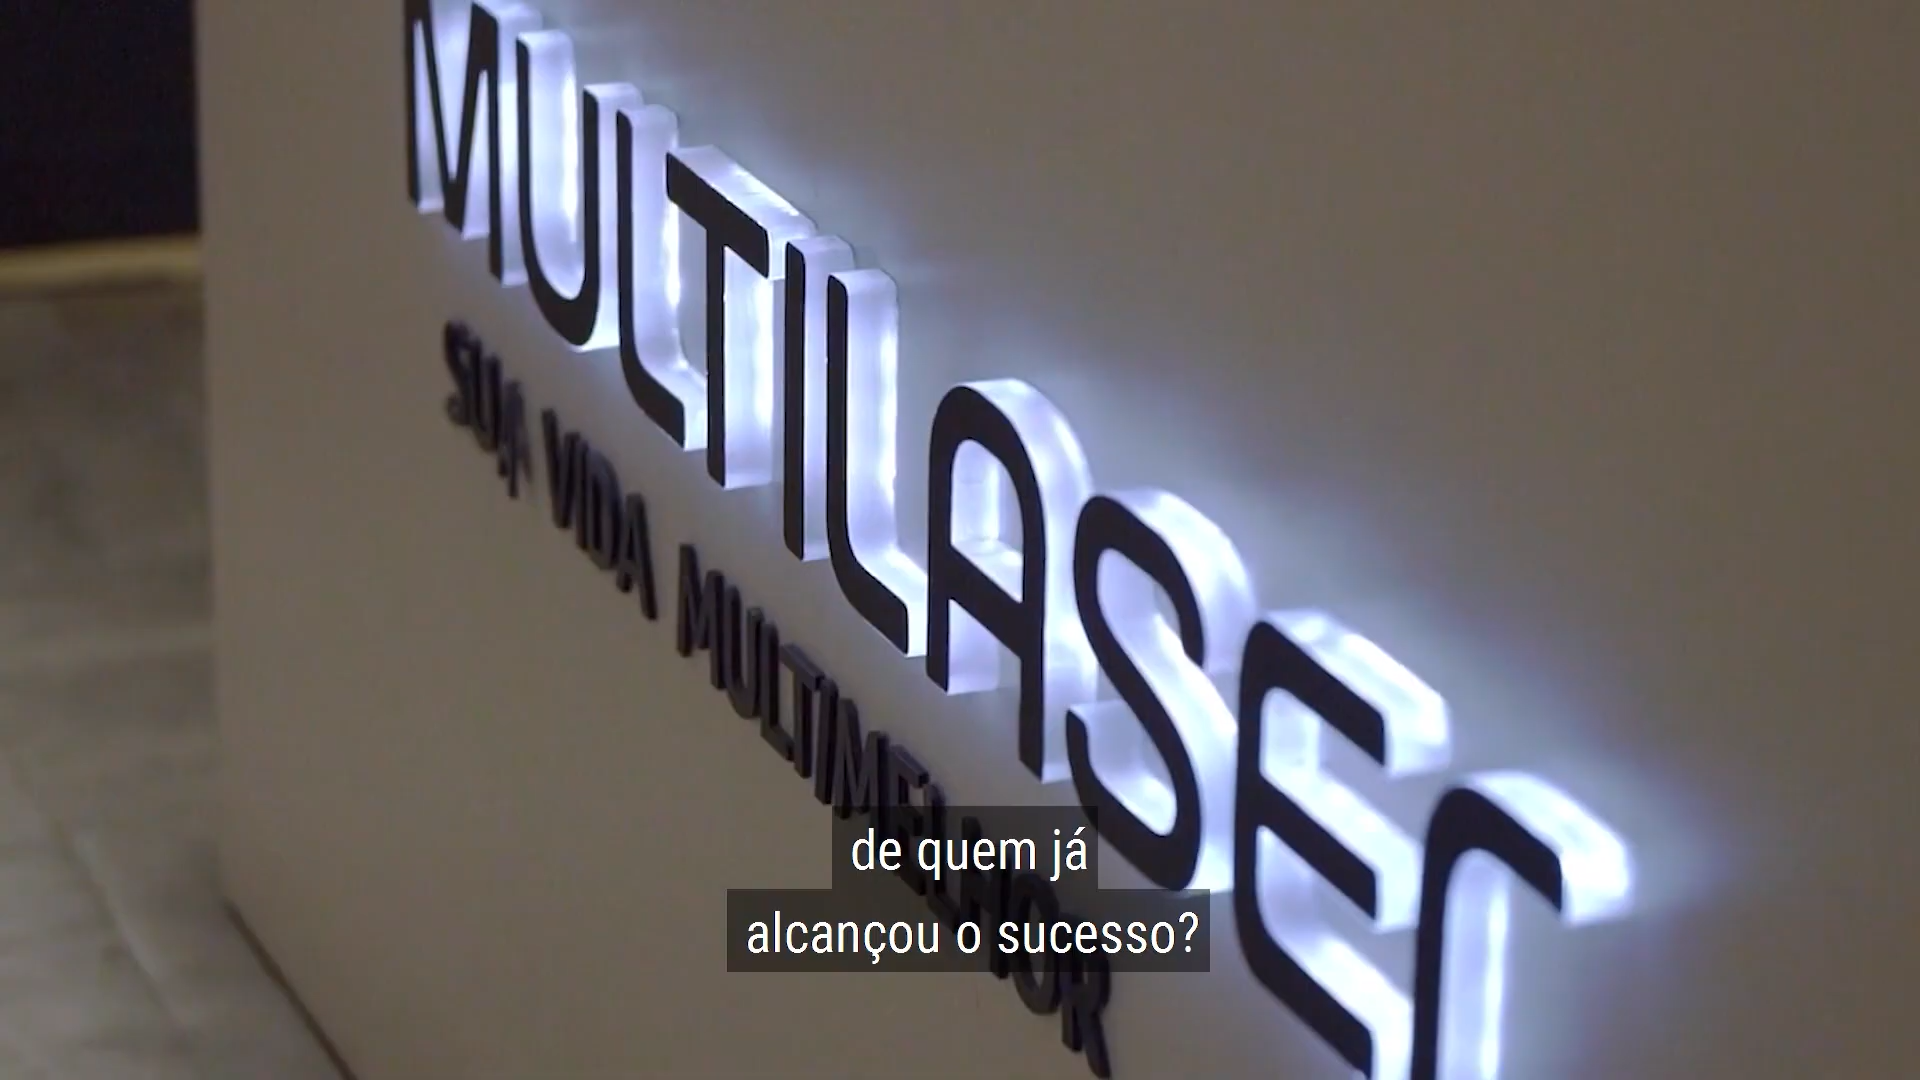 MULTILASER
SUA VIDA MULTIMELHOR
de quem já
alcançou o sucesso?